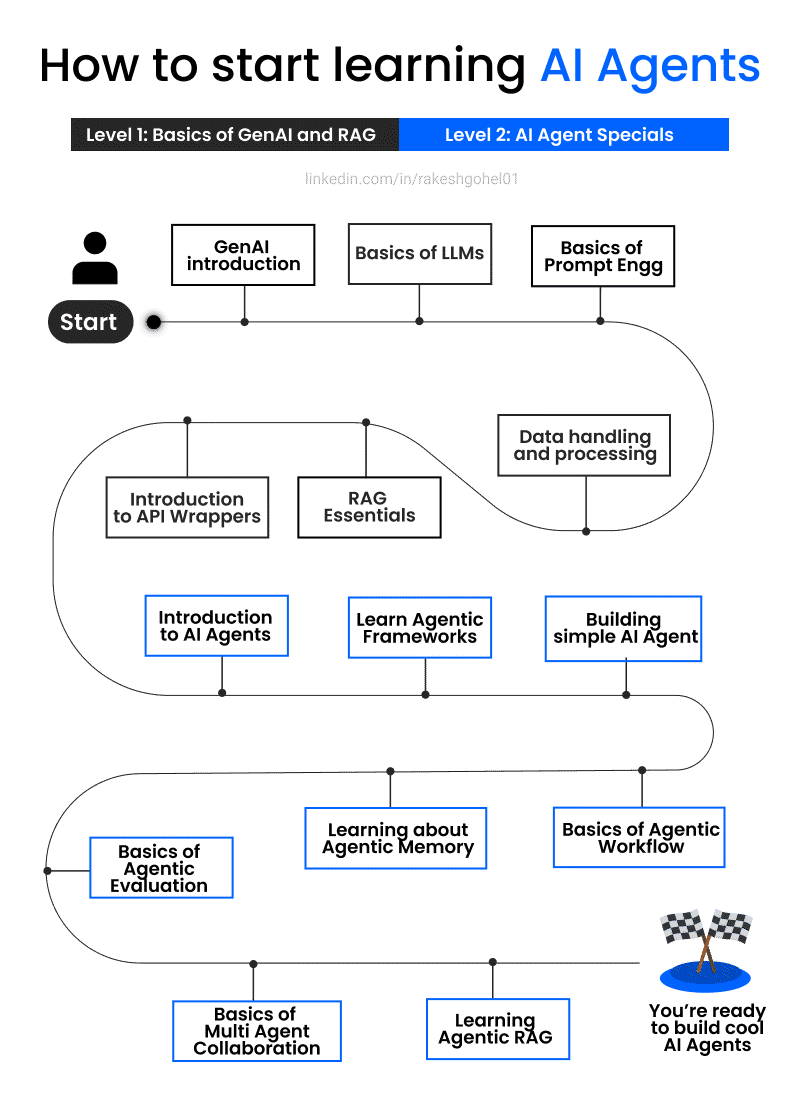 How to start learning AI Agents
Level 1: Basics of GenAI and RAG
Level 2: AI Agent Specials
linkedin.com/in/rakeshgohel01
Start
GenAI
introduction
Basics of LLMs
Basics of
Prompt Engg
Data handling
and processing
RAG
Essentials
Introduction
to API Wrappers
Introduction
to AI Agents
Learn Agentic
Frameworks
Building
simple AI Agent
Basics of Agentic
Workflow
Learning about
Agentic Memory
Basics of
Agentic
Evaluation
Basics of
Multi Agent
Collaboration
Learning
Agentic RAG
You're ready
to build cool
AI Agents